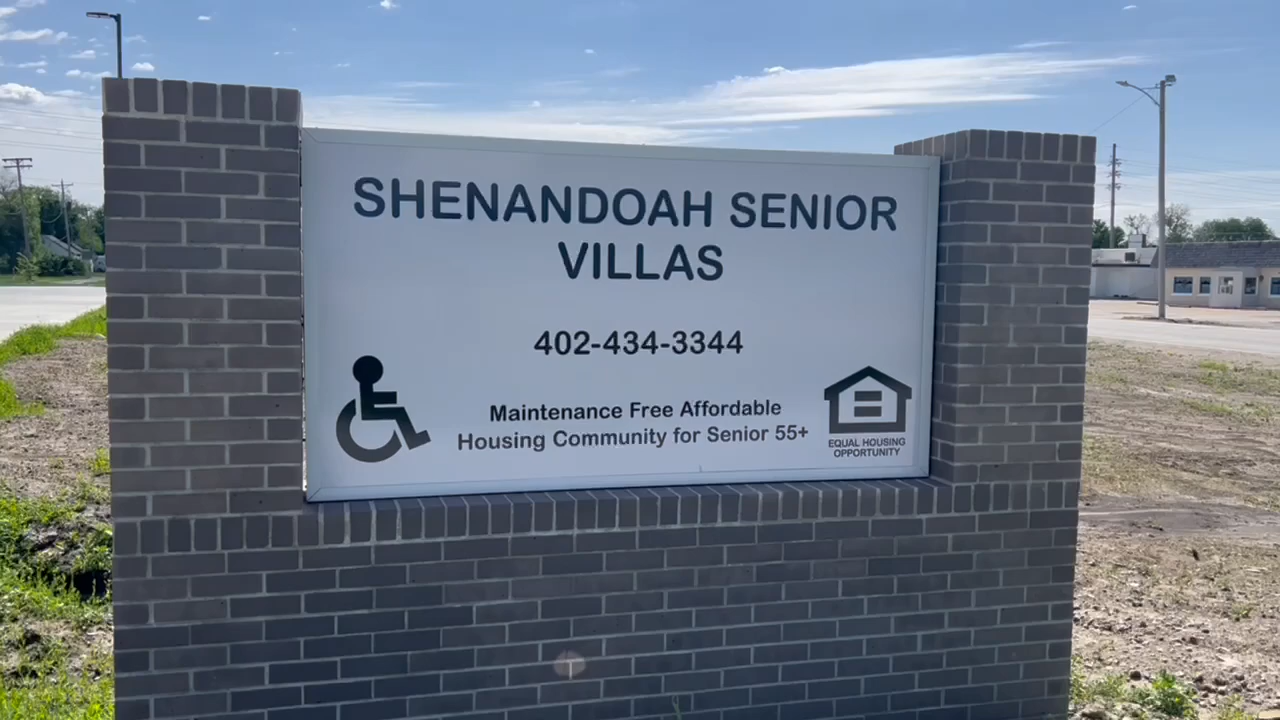 SHENANDOAH SENIOR
VILLAS
402-434-3344
Maintenance Free Affordable
Housing Community for Senior 55+
EQUAL HOUSING
OPPORTUNITY